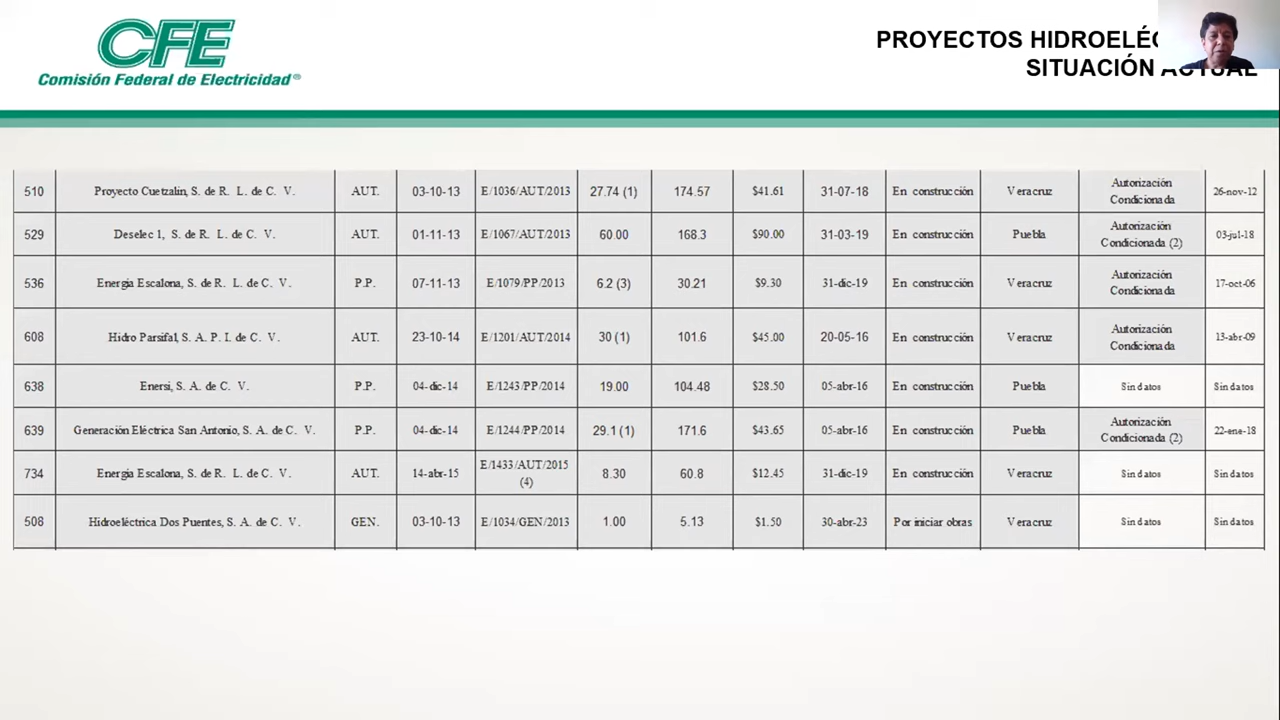 CFE
Comisión Federal de Electricidad®
PROYECTOS HIDROELÉC
SITUACIÓN ACTUAL
510 Proyecto Cuetzalin, S. de R. L. de C. V. AUT. 03-10-13 E/1036/AUT/2013 27.74 (1) 174.57 $41.61 31-07-18 En construcción Veracruz Autorización Condicionada 26-nov-12
529 Deselec 1, S. de R. L. de C. V. AUT. 01-11-13 E/1067/AUT/2013 60.00 168.3 $90.00 31-03-19 En construcción Puebla Autorización Condicionada (2) 03-jul-18
536 Energia Escalona, S. de R. L. de C. V. P.P. 07-11-13 E/1079/PP/2013 6.2 (3) 30.21 $9.30 31-dic-19 En construcción Veracruz Autorización Condicionada 17-oct-06
608 Hidro Parsifal, S. A. P. I. de C. V. AUT. 23-10-14 E/1201/AUT/2014 30 (1) 101.6 $45.00 20-05-16 En construcción Veracruz Autorización Condicionada 13-abr-09
638 Enersi, S. A. de C. V. P.P. 04-dic-14 E/1243/PP/2014 19.00 104.48 $28.50 05-abr-16 En construcción Puebla Sin datos Sin datos
639 Generación Eléctrica San Antonio, S. A. de C. V. P.P. 04-dic-14 E/1244/PP/2014 29.1 (1) 171.6 $43.65 05-abr-16 En construcción Puebla Autorización Condicionada (2) 22-ene-18
734 Energia Escalona, S. de R. L. de C. V. AUT. 14-abr-15 E/1433/AUT/2015 (4) 8.30 60.8 $12.45 31-dic-19 En construcción Veracruz Sin datos Sin datos
508 Hidroeléctrica Dos Puentes, S. A. de C. V. GEN. 03-10-13 E/1034/GEN/2013 1.00 5.13 $1.50 30-abr-23 Por iniciar obras Veracruz Sin datos Sin datos